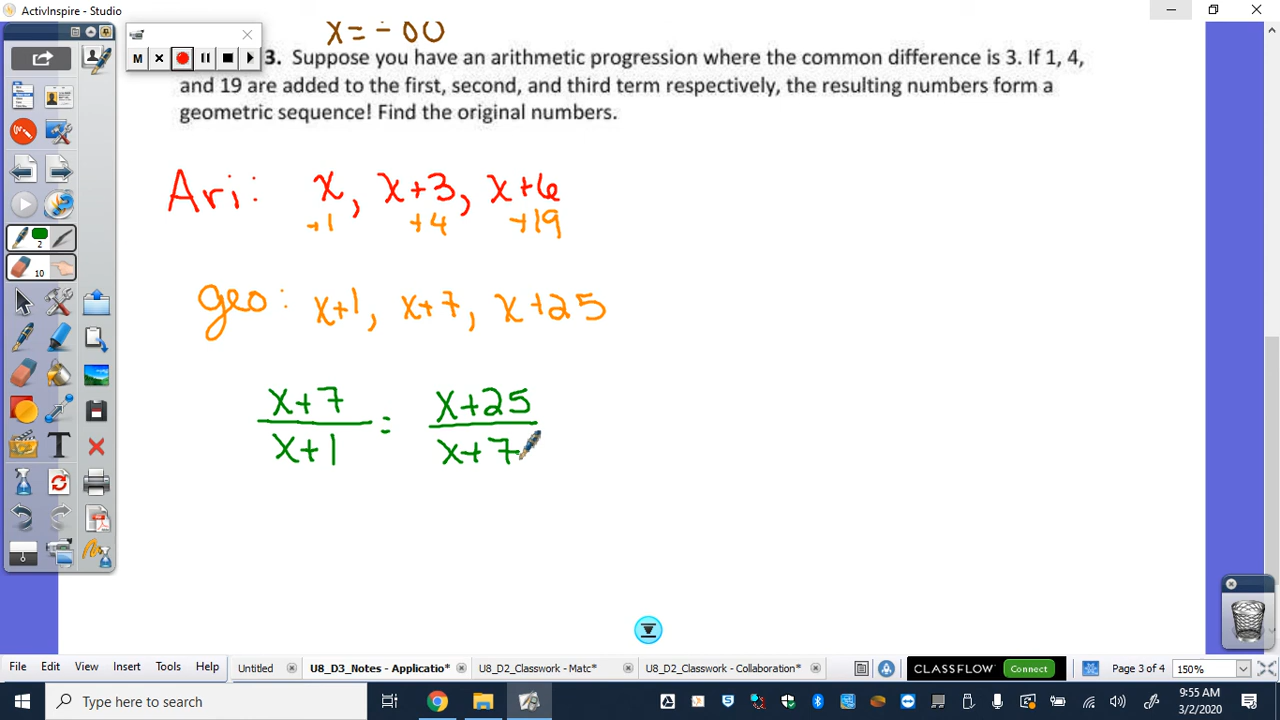 ActivInspire - Studio
x = - 00
M
3. Suppose you have an arithmetic progression where the common difference is 3. If 1, 4,
and 19 are added to the first, second, and third term respectively, the resulting numbers form a
geometric sequence! Find the original numbers.
Ari: x, x+3, x+6
+1 +4 +19
geo: x+1, x+7, x+25
x+7 / x+1 = x+25 / x+7
2
10
T
File Edit View Insert Tools Help
Untitled
U8_D3_Notes - Applicatio*
U8_D2_Classwork - Matc*
U8_D2_Classwork - Collaboration*
CLASSFLOW Connect
Page 3 of 4
150%
Type here to search
9:55 AM
3/2/2020